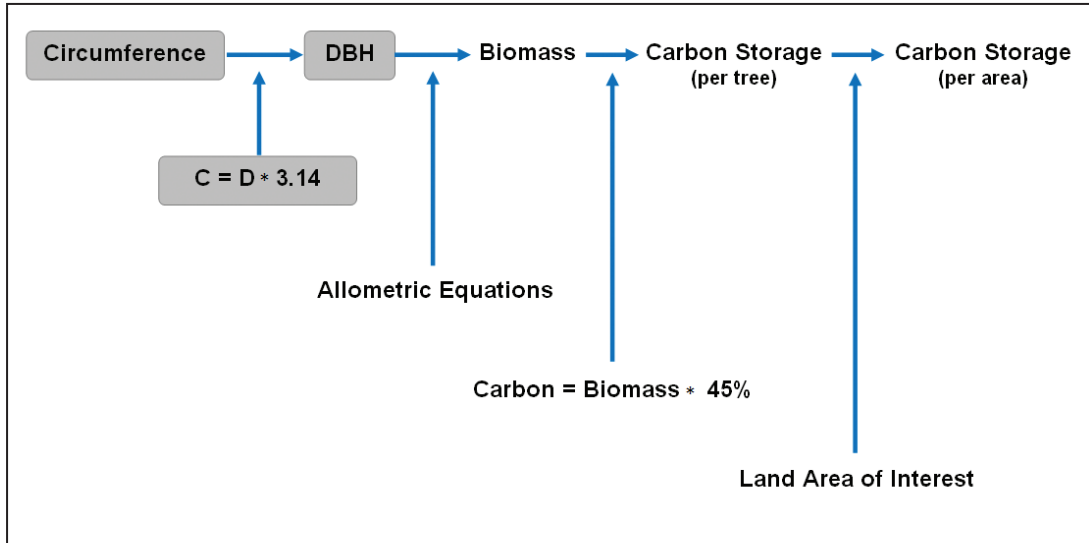 Circumference
DBH
Biomass
Carbon Storage
(per tree)
Carbon Storage
(per area)
C = D * 3.14
Allometric Equations
Carbon = Biomass * 45%
Land Area of Interest